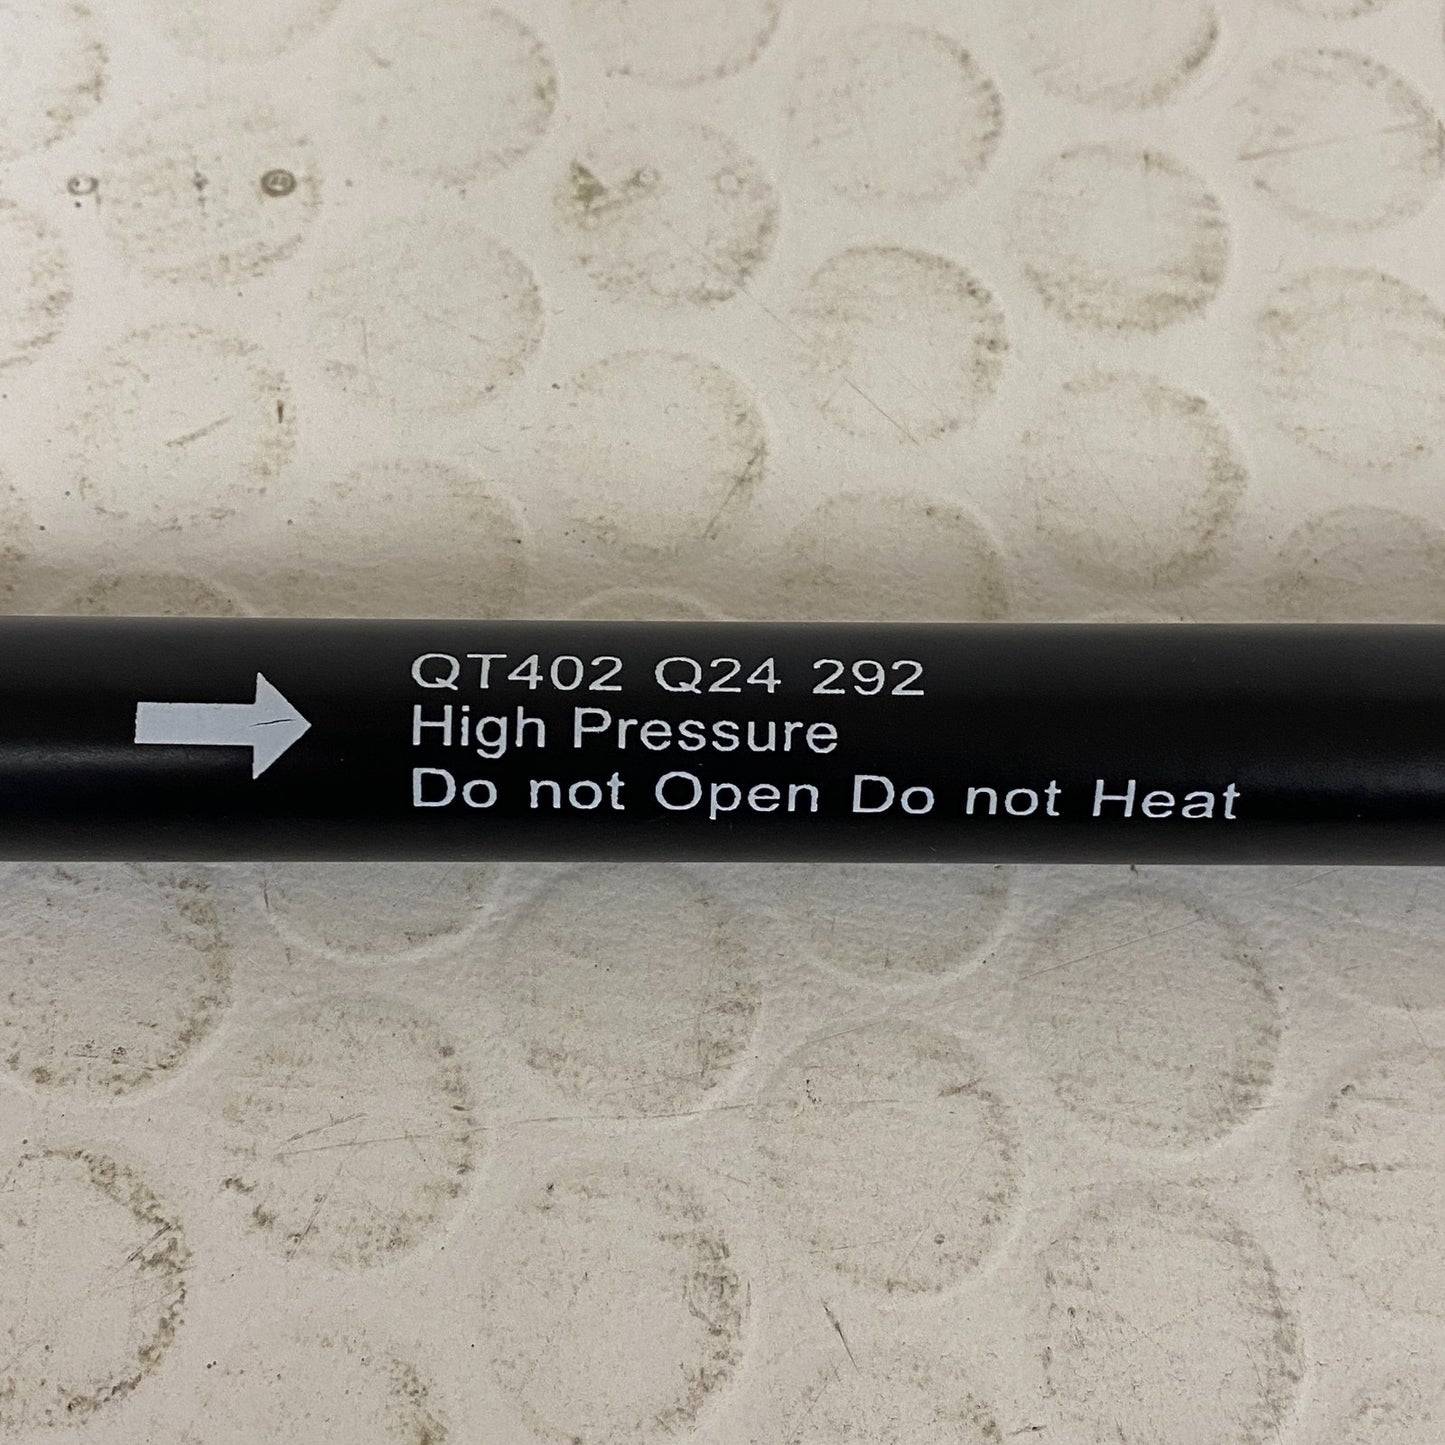 QT402 Q24 292
High Pressure
Do not Open Do not Heat